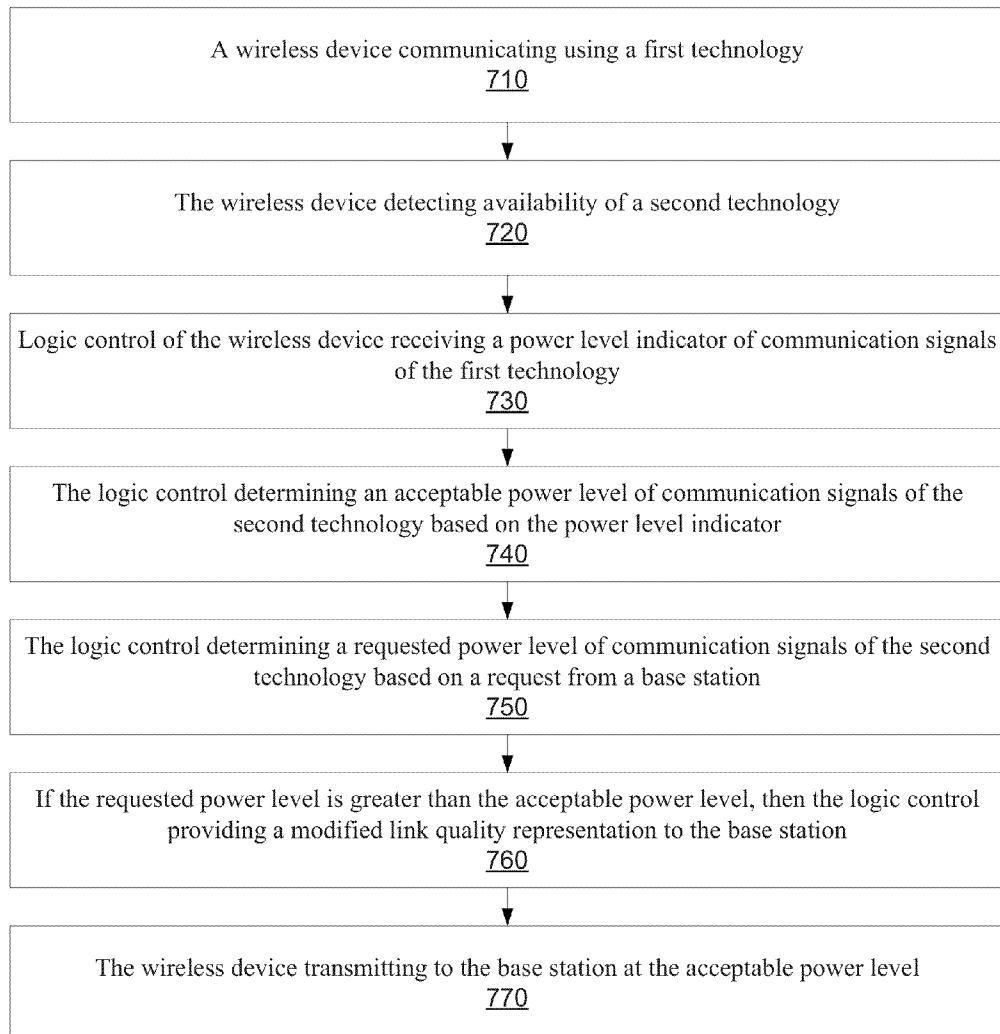 A wireless device communicating using a first technology
710
The wireless device detecting availability of a second technology
720
Logic control of the wireless device receiving a power level indicator of communication signals
of the first technology
730
The logic control determining an acceptable power level of communication signals of the
second technology based on the power level indicator
740
The logic control determining a requested power level of communication signals of the second
technology based on a request from a base station
750
If the requested power level is greater than the acceptable power level, then the logic control
providing a modified link quality representation to the base station
760
The wireless device transmitting to the base station at the acceptable power level
770